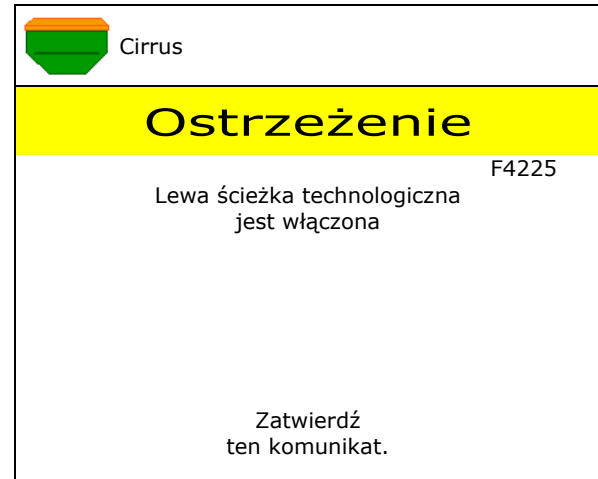 Cirrus
Ostrzeżenie
F4225
Lewa ścieżka technologiczna
jest włączona
Zatwierdź
ten komunikat.